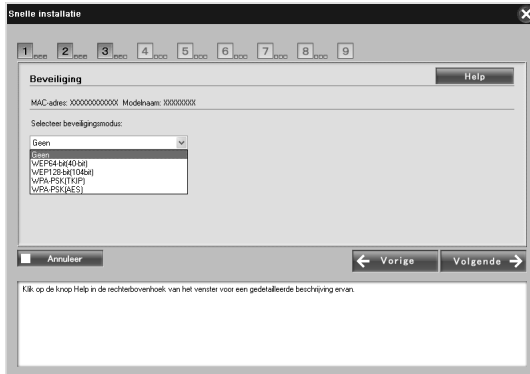 Snelle installatie
1 2 3 4 5 6 7 8 9
Beveiliging
Help
MAC-adres: XXXXXXXXXXXX Modelnaam: XXXXXXXX
Selecteer beveiligingsmodus:
Geen
Geen
WEP64-bit(40-bit)
WEP128-bit(104bit)
WPA-PSK(TKIP)
WPA-PSK(AES)
Annuleer
Vorige
Volgende
Klik op de knop Help in de rechterbovenhoek van het venster voor een gedetailleerde beschrijving ervan.